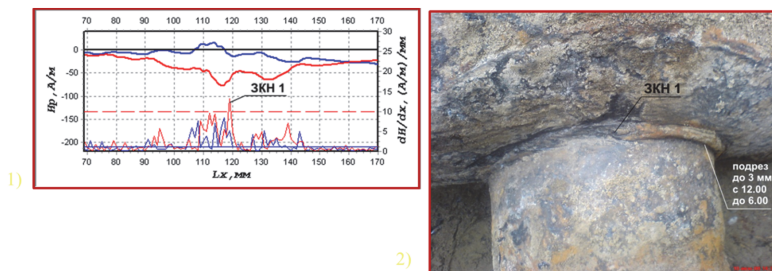 Hp, А/м
50
0
-50
-100
-150
-200
70 80 90 100 110 120 130 140 150 160 170
Lx, мм
30
25
20
15
10
5
0
dH/dx, (А/м)/мм
ЗКН 1
1)
ЗКН 1
подрез
до 3 мм
с 12.00
до 6.00
2)